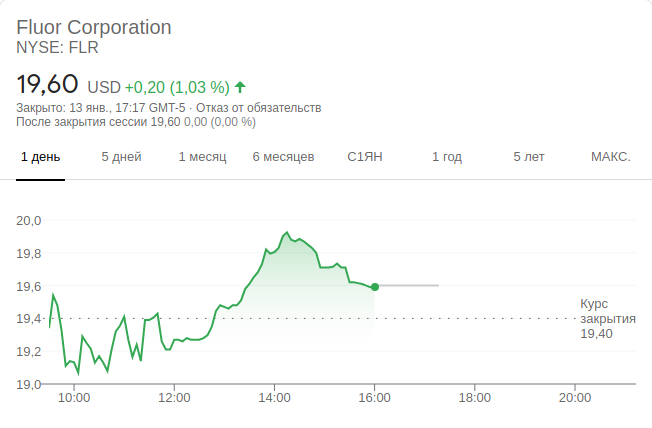 Fluor Corporation
NYSE: FLR
19,60 USD +0,20 (1,03 %)
Закрыто: 13 янв., 17:17 GMT-5 · Отказ от обязательств
После закрытия сессии 19,60 0,00 (0,00 %)
1 день 5 дней 1 месяц 6 месяцев С1ЯН 1 год 5 лет МАКС.
20,0
19,8
19,6
Курс
19,4 закрытия
19,40
19,2
19,0
10:00 12:00 14:00 16:00 18:00 20:00